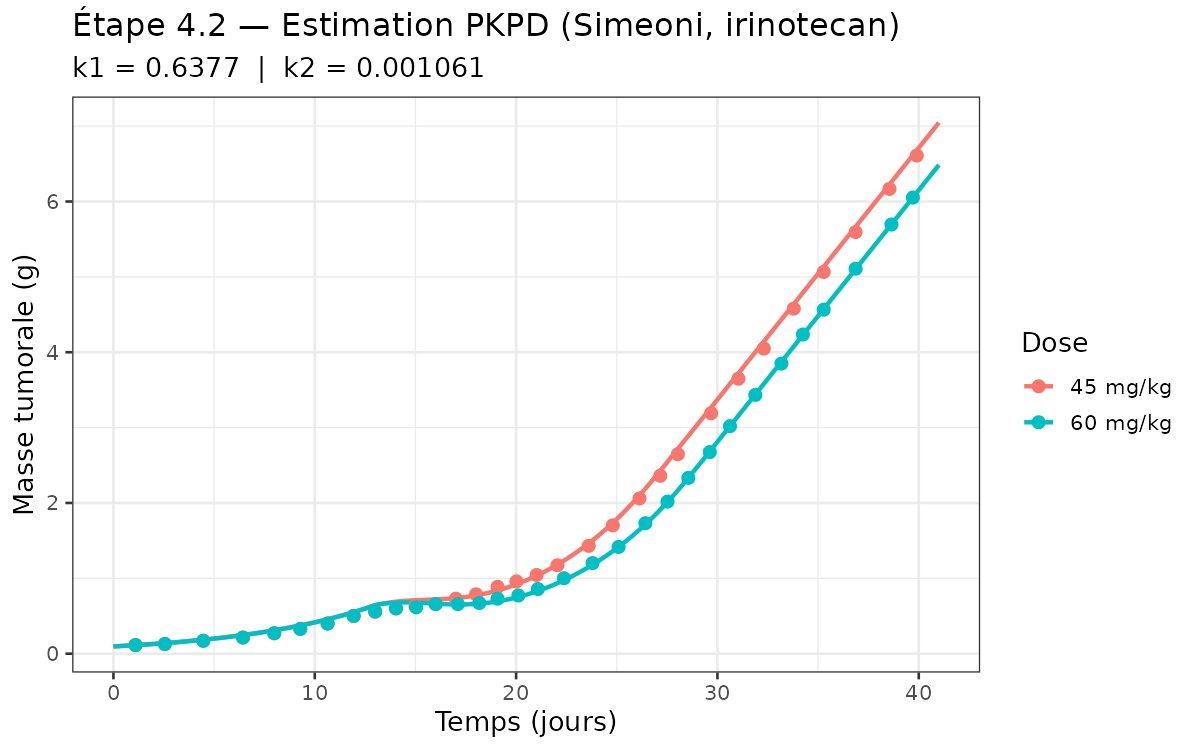 Étape 4.2 — Estimation PKPD (Simeoni, irinotecan)
k1 = 0.6377 | k2 = 0.001061
6
4
2
0
Masse tumorale (g)
0 10 20 30 40
Temps (jours)
Dose
45 mg/kg
60 mg/kg